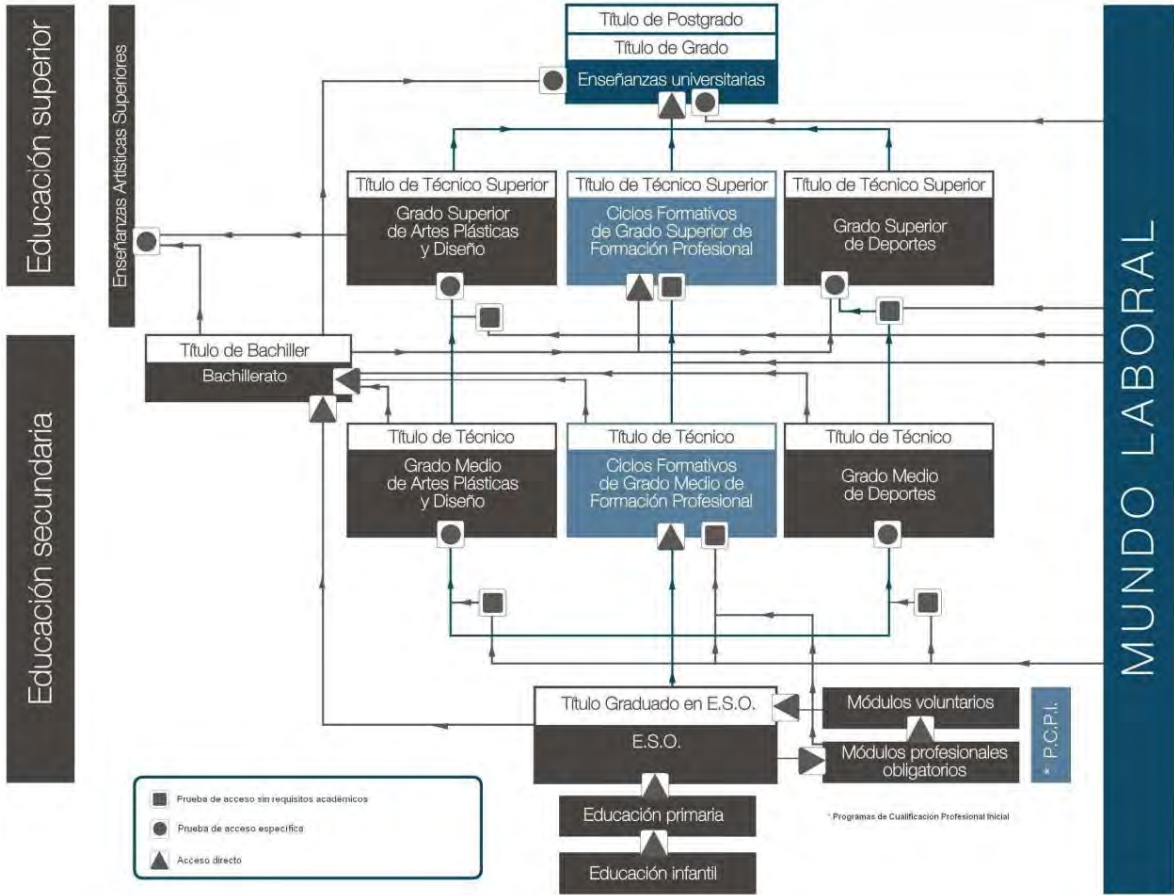 Educación superior
Enseñanzas Artísticas Superiores
Título de Postgrado
Título de Grado
Enseñanzas universitarias
Título de Técnico Superior
Grado Superior
de Artes Plásticas
y Diseño
Título de Técnico Superior
Ciclos Formativos
de Grado Superior de
Formación Profesional
Título de Técnico Superior
Grado Superior
de Deportes
MUNDO LABORAL
Educación secundaria
Título de Bachiller
Bachillerato
Título de Técnico
Grado Medio
de Artes Plásticas
y Diseño
Título de Técnico
Ciclos Formativos
de Grado Medio de
Formación Profesional
Título de Técnico
Grado Medio
de Deportes
Título Graduado en E.S.O.
E.S.O.
Módulos voluntarios
Módulos profesionales
obligatorios
* P.C.P.I.
Educación primaria
Educación infantil
* Programas de Cualificación Profesional Inicial
Prueba de acceso sin requisitos académicos
Prueba de acceso específica
Acceso directo